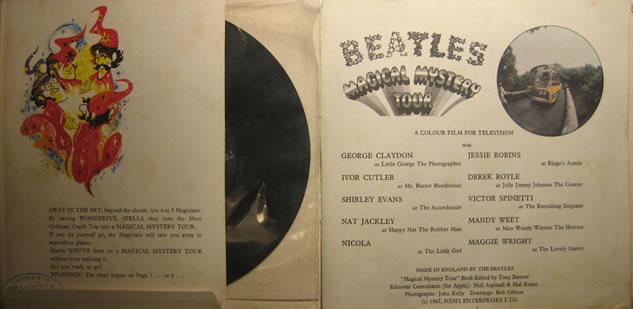 AWAY IN THE SKY, beyond the clouds, live 4 or 5 Magicians.
By casting WONDERFUL SPELLS they turn the Most
Ordinary Coach Trip into a MAGICAL MYSTERY TOUR
If you let yourself go, the Magicians will take you away to
marvellous places.
Maybe YOU'VE been on a MAGICAL MYSTERY TOUR
without even realising it.
Are you ready to go?
SPLENDID! The story begins on Page 7 . . . or 8 . . . .
BEATLES
MAGICAL MYSTERY
TOUR
A COLOUR FILM FOR TELEVISION
with
GEORGE CLAYDON
as Little George The Photographer
JESSIE ROBINS
as Ringo's Auntie
IVOR CUTLER
as Mr. Buster Bloodvessel
DEREK ROYLE
as Jolly Jimmy Johnson The Courier
SHIRLEY EVANS
as The Accordionist
VICTOR SPINETTI
as The Recruiting Sergeant
NAT JACKLEY
as Happy Nat The Rubber Man
MANDY WEET
as Miss Wendy Winters The Hostess
NICOLA
as The Little Girl
MAGGIE WRIGHT
as The Lovely Starlet
MADE IN ENGLAND BY THE BEATLES
"Magical Mystery Tour" Book Edited by Tony Barrow
Editorial Consultants (for Apple): Neil Aspinall & Mal Evans
Photographs: John Kelly Drawings: Bob Gibson
(c) 1967, NEMS ENTERPRISES LTD.